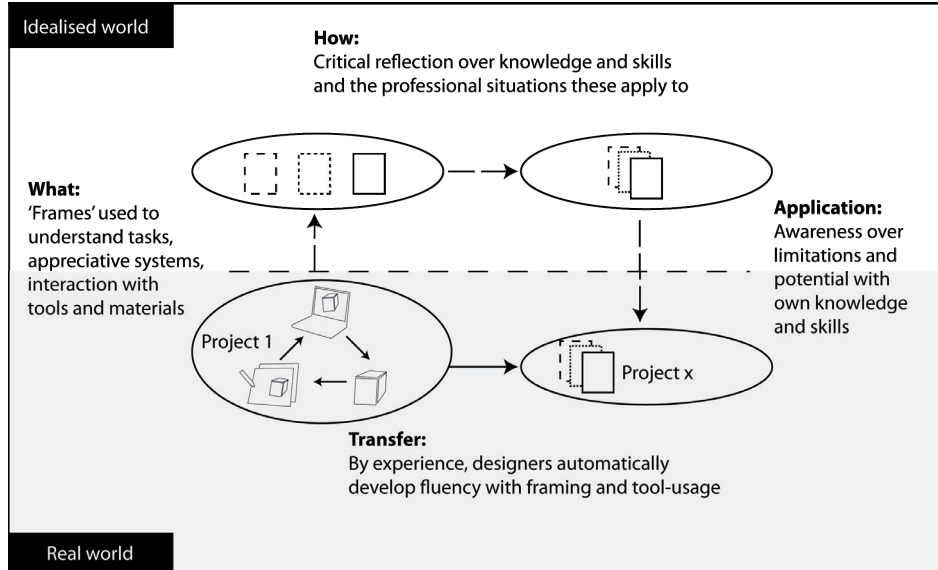 Idealised world
How:
Critical reflection over knowledge and skills
and the professional situations these apply to
What:
‘Frames’ used to
understand tasks,
appreciative systems,
interaction with
tools and materials
Application:
Awareness over
limitations and
potential with
own knowledge
and skills
Project 1
Project x
Transfer:
By experience, designers automatically
develop fluency with framing and tool-usage
Real world